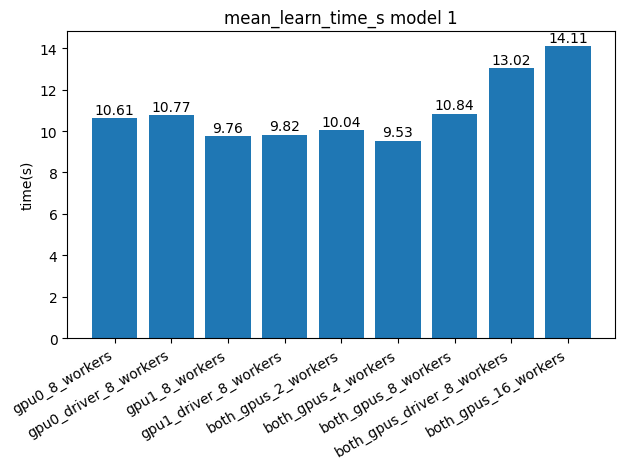 mean_learn_time_s model 1
time(s)
14
12
10
8
6
4
2
0
10.61
10.77
9.76
9.82
10.04
9.53
10.84
13.02
14.11
gpu0_8_workers
gpu0_driver_8_workers
gpu1_8_workers
gpu1_driver_8_workers
both_gpus_2_workers
both_gpus_4_workers
both_gpus_8_workers
both_gpus_driver_8_workers
both_gpus_16_workers